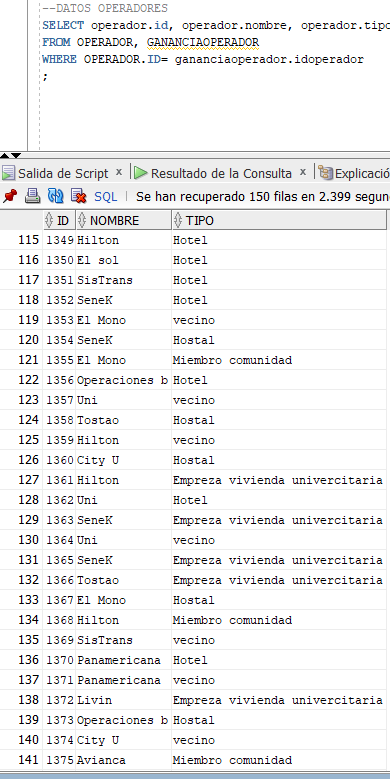 --DATOS OPERADORES
SELECT operador.id, operador.nombre, operador.tipo
FROM OPERADOR, GANANCIAOPERADOR
WHERE OPERADOR.ID= gananciaoperador.idoperador
;
Salida de Script x Resultado de la Consulta x Explicació
SQL | Se han recuperado 150 filas en 2.399 segun
ID NOMBRE TIPO
115 1349 Hilton Hotel
116 1350 El sol Hotel
117 1351 SisTrans Hotel
118 1352 SeneK Hotel
119 1353 El Mono vecino
120 1354 SeneK Hostal
121 1355 El Mono Miembro comunidad
122 1356 Operaciones b Hotel
123 1357 Uni vecino
124 1358 Tostao Hostal
125 1359 Hilton vecino
126 1360 City U Hostal
127 1361 Hilton Empreza vivienda univercitaria
128 1362 Uni Hotel
129 1363 SeneK Empreza vivienda univercitaria
130 1364 Uni vecino
131 1365 SeneK Empreza vivienda univercitaria
132 1366 Tostao Empreza vivienda univercitaria
133 1367 El Mono Hostal
134 1368 Hilton Miembro comunidad
135 1369 SisTrans vecino
136 1370 Panamericana Hotel
137 1371 Panamericana vecino
138 1372 Livin Empreza vivienda univercitaria
139 1373 Operaciones b Hostal
140 1374 City U vecino
141 1375 Avianca Miembro comunidad